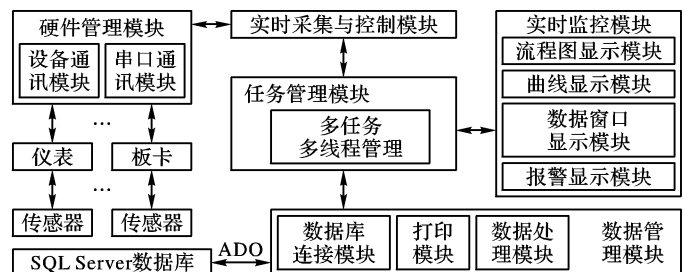 硬件管理模块
设备通
讯模块
串口通
讯模块
...
仪表
板卡
...
传感器
传感器
实时采集与控制模块
任务管理模块
多任务
多线程管理
实时监控模块
流程图显示模块
曲线显示模块
数据窗口
显示模块
报警显示模块
数据库
连接模块
打印
模块
数据处
理模块
数据管
理模块
SQL Server数据库
ADO